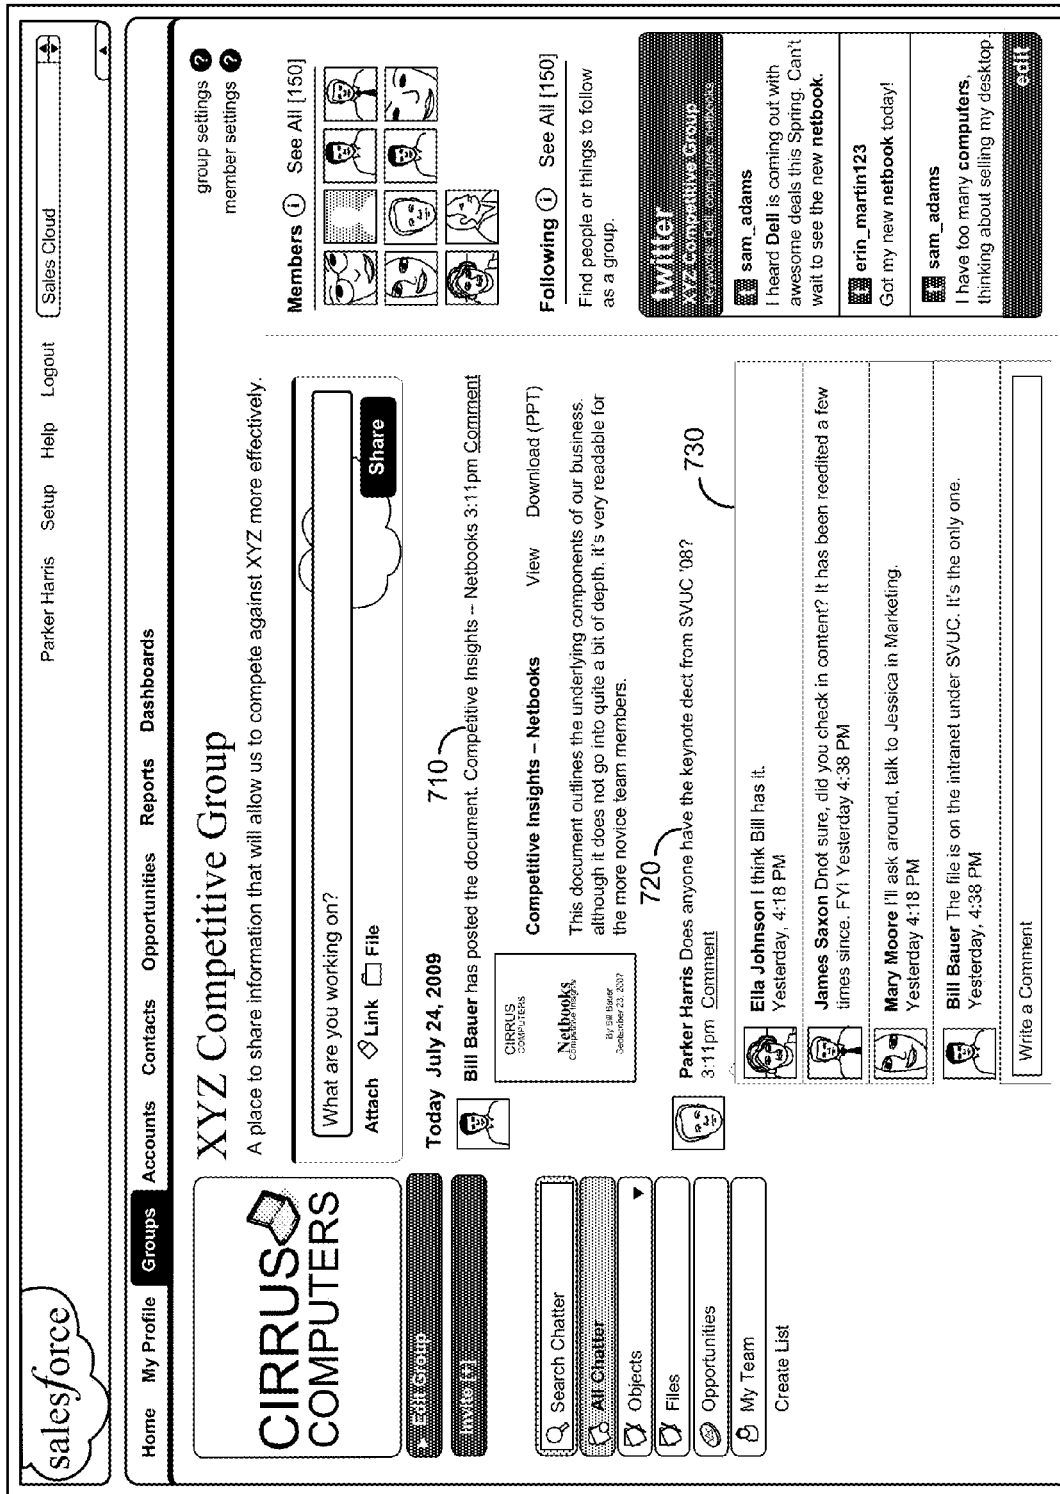 salesforce
Parker Harris Setup Help Logout Sales Cloud
Home My Profile Groups Accounts Contacts Opportunities Reports Dashboards
CIRRUS
COMPUTERS
Edit Group
Invite [+]
Search Chatter
All Chatter
Objects
Files
Opportunities
My Team
Create List
XYZ Competitive Group
A place to share information that will allow us to compete against XYZ more effectively.
What are you working on?
Attach Link File
Share
Today July 24, 2009
710
Bill Bauer has posted the document. Competitive Insights -- Netbooks 3:11pm Comment
CIRRUS
COMPUTERS
Netbooks
Competitive Insights
By Bill Bauer
September 23, 2007
Competitive Insights – Netbooks View Download (PPT)
This document outlines the underlying components of our business.
although it does not go into quite a bit of depth, it's very readable for
the more novice team members.
720
Parker Harris Does anyone have the keynote dect from SVUC '08?
3:11pm Comment
730
Ella Johnson I think Bill has it.
Yesterday, 4:18 PM
James Saxon Dnot sure, did you check in content? It has been reedited a few
times since. FYI Yesterday 4:38 PM
Mary Moore I'll ask around, talk to Jessica in Marketing.
Yesterday 4:18 PM
Bill Bauer The file is on the intranet under SVUC. It's the only one.
Yesterday, 4:38 PM
Write a Comment
group settings ?
member settings ?
Members i See All [150]
Following i See All [150]
Find people or things to follow
as a group.
twitter
XYZ Competitive Group
Keywords: Dell, computers, netbooks
t sam_adams
I heard Dell is coming out with
awesome deals this Spring. Can't
wait to see the new netbook.
t erin_martin123
Got my new netbook today!
t sam_adams
I have too many computers,
thinking about selling my desktop.
edit